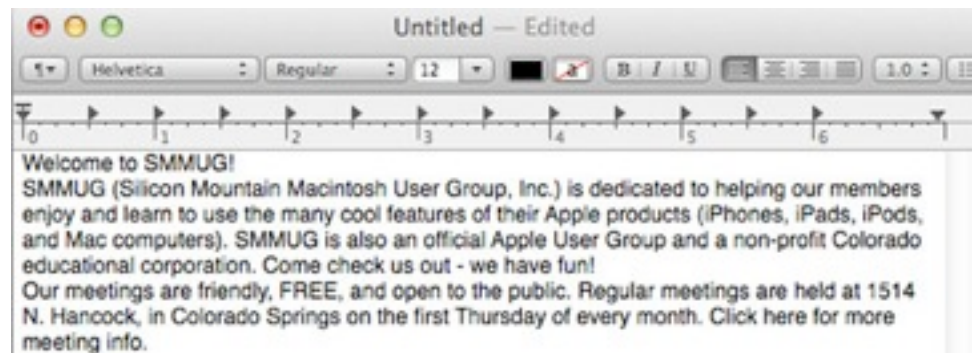 Untitled — Edited
¶ Helvetica Regular 12 a B I U 1.0
0 1 2 3 4 5 6
Welcome to SMMUG!
SMMUG (Silicon Mountain Macintosh User Group, Inc.) is dedicated to helping our members
enjoy and learn to use the many cool features of their Apple products (iPhones, iPads, iPods,
and Mac computers). SMMUG is also an official Apple User Group and a non-profit Colorado
educational corporation. Come check us out - we have fun!
Our meetings are friendly, FREE, and open to the public. Regular meetings are held at 1514
N. Hancock, in Colorado Springs on the first Thursday of every month. Click here for more
meeting info.